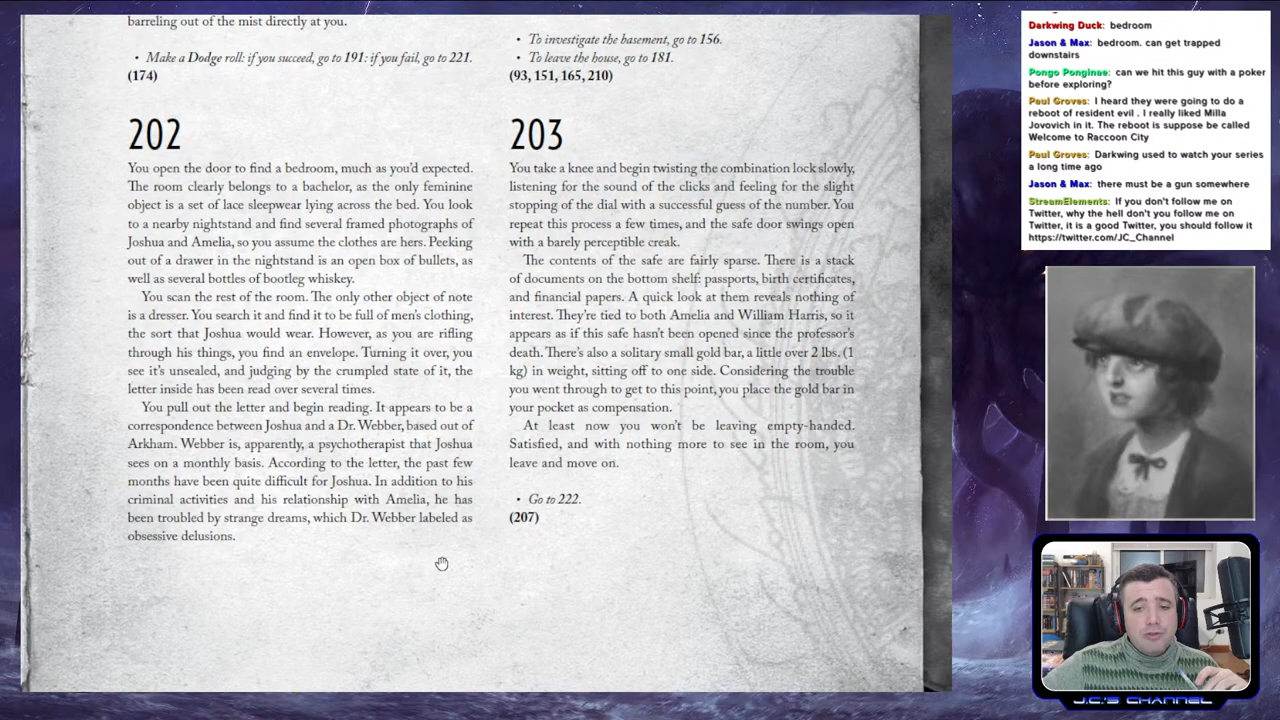 barreling out of the mist directly at you.
• Make a Dodge roll: if you succeed, go to 178; if you fail, go to 221.
(174)
202
You open the door to find a bedroom, much as you'd expected.
The room clearly belongs to a bachelor, as the only feminine
object is a set of lace sleepwear lying across the bed. You look
to a nearby nightstand and find several framed photographs of
Joshua and Amelia, so you assume the clothes are hers. Peeking
out of a drawer in the nightstand is an open box of bullets, as
well as several bottles of bootleg whiskey.
You scan the rest of the room. The only other object of note
is a dresser. You search it and find it to be full of men's clothing,
the sort that Joshua would wear. However, as you are rifling
through his things, you find an envelope. Turning it over, you
see it's unsealed, and judging by the crumpled state of it, the
letter inside has been read over several times.
You pull out the letter and begin reading. It appears to be a
correspondence between Joshua and a Dr. Webber, based out of
Arkham. Webber is, apparently, a psychotherapist that Joshua
sees on a monthly basis. According to the letter, the past few
months have been quite difficult for Joshua. In addition to his
criminal activities and his relationship with Amelia, he has
been troubled by strange dreams, which Dr. Webber labeled as
obsessive delusions.
• To investigate the basement, go to 156.
• To leave the house, go to 181.
(93, 151, 165, 210)
203
You take a knee and begin twisting the combination lock slowly,
listening for the sound of the clicks and feeling for the slight
stopping of the dial with a successful guess of the number. You
repeat this process a few times, and the safe door swings open
with a barely perceptible creak.
The contents of the safe are fairly sparse. There is a stack
of documents on the bottom shelf: passports, birth certificates,
and financial papers. A quick look at them reveals nothing of
interest. They're tied to both Amelia and William Harris, so it
appears as if this safe hasn't been opened since the professor's
death. There's also a solitary small gold bar, a little over 2 lbs. (1
kg) in weight, sitting off to one side. Considering the trouble
you went through to get to this point, you place the gold bar in
your pocket as compensation.
At least now you won't be leaving empty-handed.
Satisfied, and with nothing more to see in the room, you
leave and move on.
• Go to 222.
(207)
Darkwing Duck: bedroom
Jason & Max: bedroom. can get trapped
downstairs
Pongo Ponginae: can we hit this guy with a poker
before exploring?
Paul Groves: I heard they were going to do a
reboot of resident evil . I really liked Milla
Jovovich in it. The reboot is suppose be called
Welcome to Raccoon City
Paul Groves: Darkwing used to watch your series
a long time ago
Jason & Max: there must be a gun somewhere
StreamElements: If you don't follow me on
Twitter, why the hell don't you follow me on
Twitter, it is a good Twitter, you should follow it
https://twitter.com/JC_Channel
J.C.'S CHANNEL